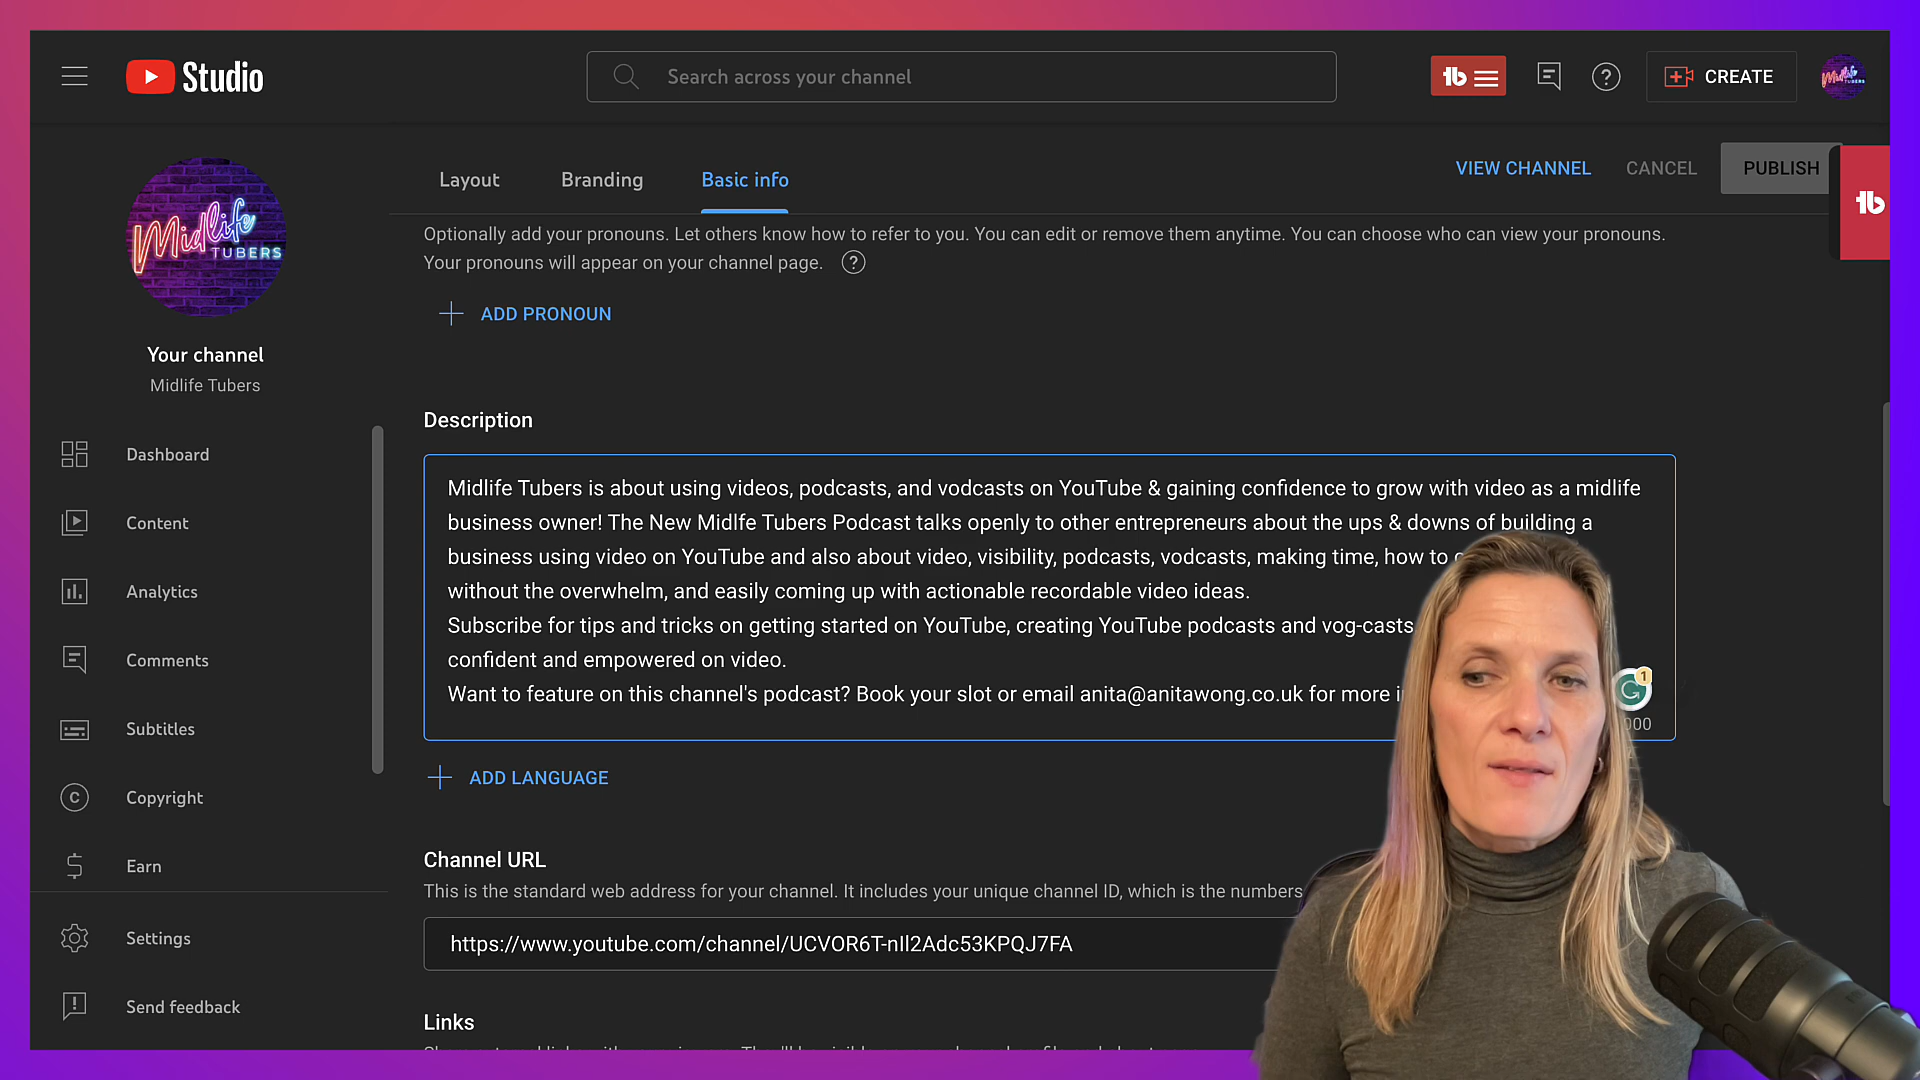 Studio
Search across your channel
CREATE
Midlife
TUBERS
Layout
Branding
Basic info
VIEW CHANNEL
CANCEL
PUBLISH
Optionally add your pronouns. Let others know how to refer to you. You can edit or remove them anytime. You can choose who can view your pronouns.
Your pronouns will appear on your channel page.
ADD PRONOUN
Midlife
TUBERS
Your channel
Midlife Tubers
Dashboard
Content
Analytics
Comments
Subtitles
Copyright
Earn
Settings
Send feedback
Description
Midlife Tubers is about using videos, podcasts, and vodcasts on YouTube & gaining confidence to grow with video as a midlife
business owner! The New Midlfe Tubers Podcast talks openly to other entrepreneurs about the ups & downs of building a
business using video on YouTube and also about video, visibility, podcasts, vodcasts, making time, how to
without the overwhelm, and easily coming up with actionable recordable video ideas.
Subscribe for tips and tricks on getting started on YouTube, creating YouTube podcasts and vog-casts
confident and empowered on video.
Want to feature on this channel's podcast? Book your slot or email anita@anitawong.co.uk for more
1
000
ADD LANGUAGE
Channel URL
This is the standard web address for your channel. It includes your unique channel ID, which is the numbers
https://www.youtube.com/channel/UCVOR6T-nIl2Adc53KPQJ7FA
Links